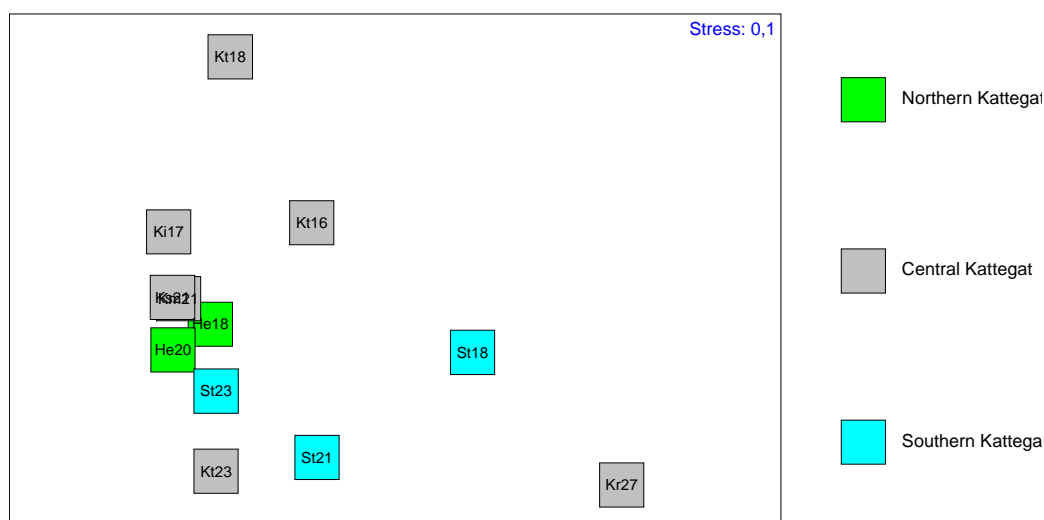 Stress: 0,1
Kt18
Kt16
Ki17
He18
He20
St18
St23
St21
Kt23
Kr27
Northern Kattegat
Central Kattegat
Southern Kattega